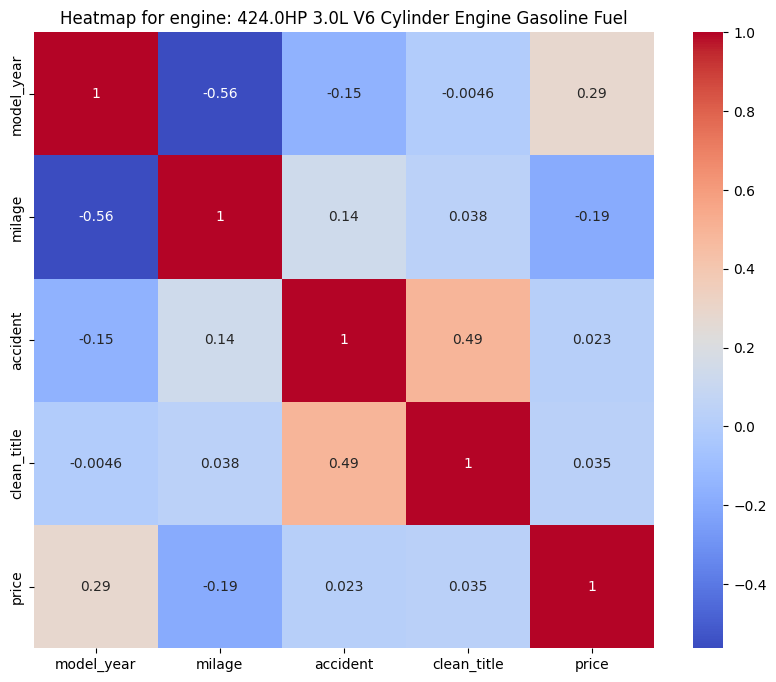 Heatmap for engine: 424.0HP 3.0L V6 Cylinder Engine Gasoline Fuel
model_year 1 -0.56 -0.15 -0.0046 0.29
milage -0.56 1 0.14 0.038 -0.19
accident -0.15 0.14 1 0.49 0.023
clean_title -0.0046 0.038 0.49 1 0.035
price 0.29 -0.19 0.023 0.035 1
model_year milage accident clean_title price
1.0
0.8
0.6
0.4
0.2
0.0
−0.2
−0.4